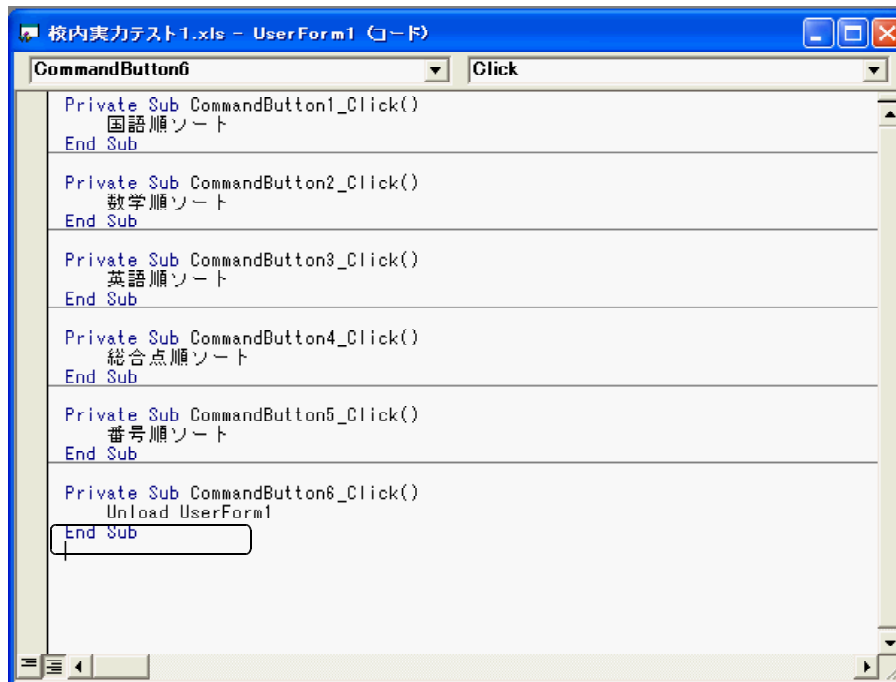 校内実力テスト1.xls - UserForm1 (コード)
CommandButton6 Click
Private Sub CommandButton1_Click()
国語順ソート
End Sub
Private Sub CommandButton2_Click()
数学順ソート
End Sub
Private Sub CommandButton3_Click()
英語順ソート
End Sub
Private Sub CommandButton4_Click()
総合点順ソート
End Sub
Private Sub CommandButton5_Click()
番号順ソート
End Sub
Private Sub CommandButton6_Click()
Unload UserForm1
End Sub